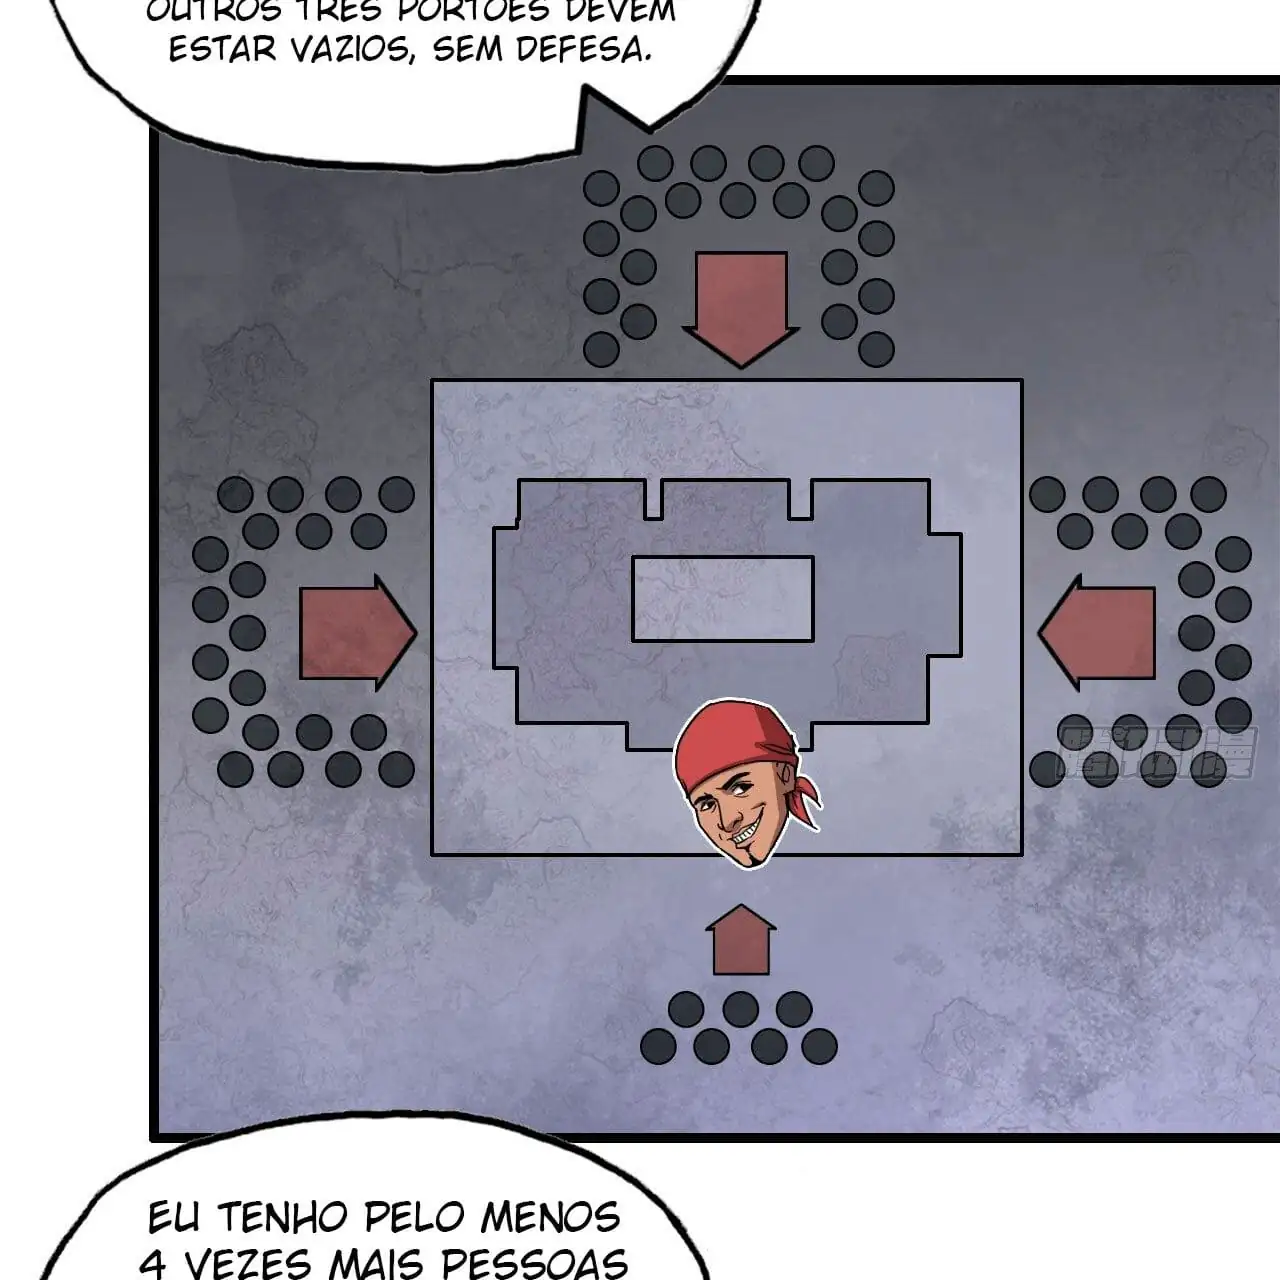 OUTROS TRÊS PORTÕES DEVEM
ESTAR VAZIOS, SEM DEFESA.
EU TENHO PELO MENOS
4 VEZES MAIS PESSOAS